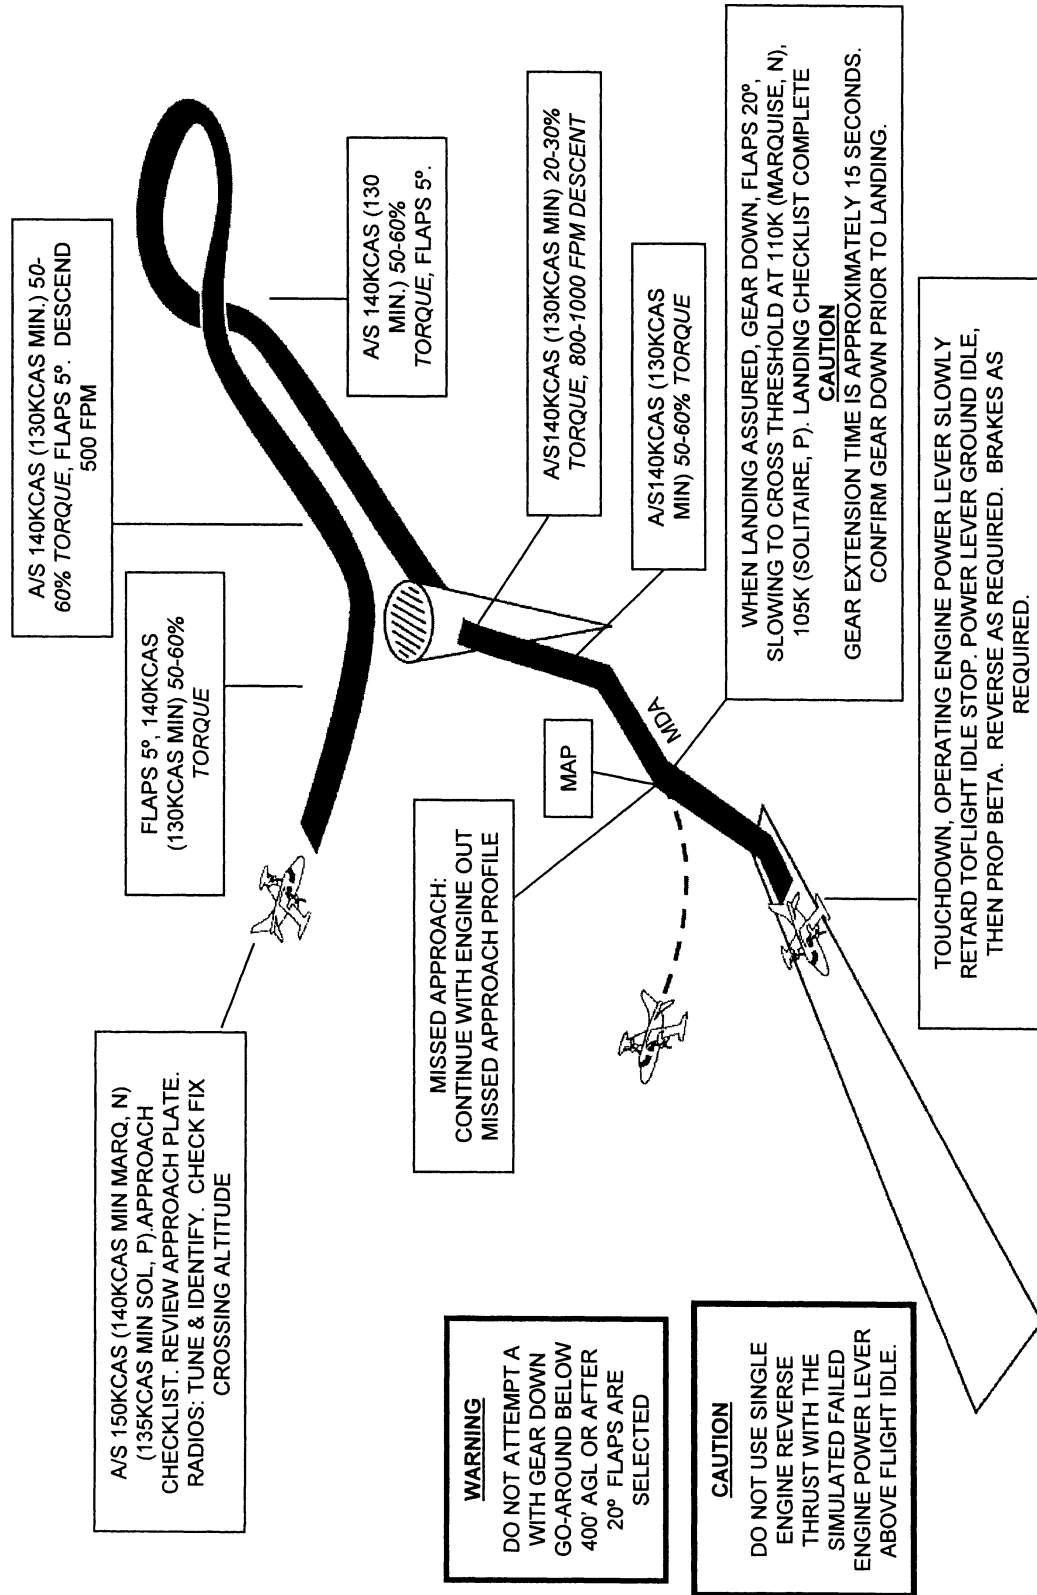 A/S 150KCAS (140KCAS MIN MARQ, N)
(135KCAS MIN SOL, P).APPROACH
CHECKLIST. REVIEW APPROACH PLATE.
RADIOS: TUNE & IDENTIFY. CHECK FIX
CROSSING ALTITUDE
FLAPS 5º, 140KCAS
(130KCAS MIN) 50-60%
TORQUE
A/S 140KCAS (130KCAS MIN.) 50-
60% TORQUE, FLAPS 5º. DESCEND
500 FPM
A/S 140KCAS (130
MIN.) 50-60%
TORQUE, FLAPS 5º.
A/S140KCAS (130KCAS MIN) 20-30%
TORQUE, 800-1000 FPM DESCENT
A/S140KCAS (130KCAS
MIN) 50-60% TORQUE
MDA
MAP
MISSED APPROACH:
CONTINUE WITH ENGINE OUT
MISSED APPROACH PROFILE
WHEN LANDING ASSURED, GEAR DOWN, FLAPS 20º,
SLOWING TO CROSS THRESHOLD AT 110K (MARQUISE, N),
105K (SOLITAIRE, P). LANDING CHECKLIST COMPLETE
CAUTION
GEAR EXTENSION TIME IS APPROXIMATELY 15 SECONDS.
CONFIRM GEAR DOWN PRIOR TO LANDING.
TOUCHDOWN, OPERATING ENGINE POWER LEVER SLOWLY
RETARD TOFLIGHT IDLE STOP. POWER LEVER GROUND IDLE,
THEN PROP BETA. REVERSE AS REQUIRED. BRAKES AS
REQUIRED.
WARNING
DO NOT ATTEMPT A
WITH GEAR DOWN
GO-AROUND BELOW
400' AGL OR AFTER
20º FLAPS ARE
SELECTED
CAUTION
DO NOT USE SINGLE
ENGINE REVERSE
THRUST WITH THE
SIMULATED FAILED
ENGINE POWER LEVER
ABOVE FLIGHT IDLE.